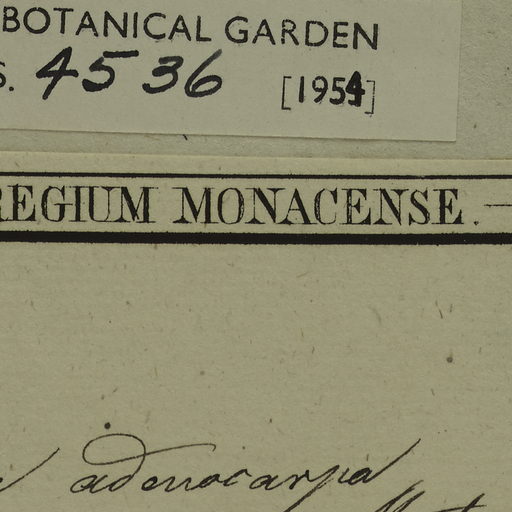 BOTANICAL GARDEN
S. 4536 [1954]
REGIUM MONACENSE.
adenocarpa